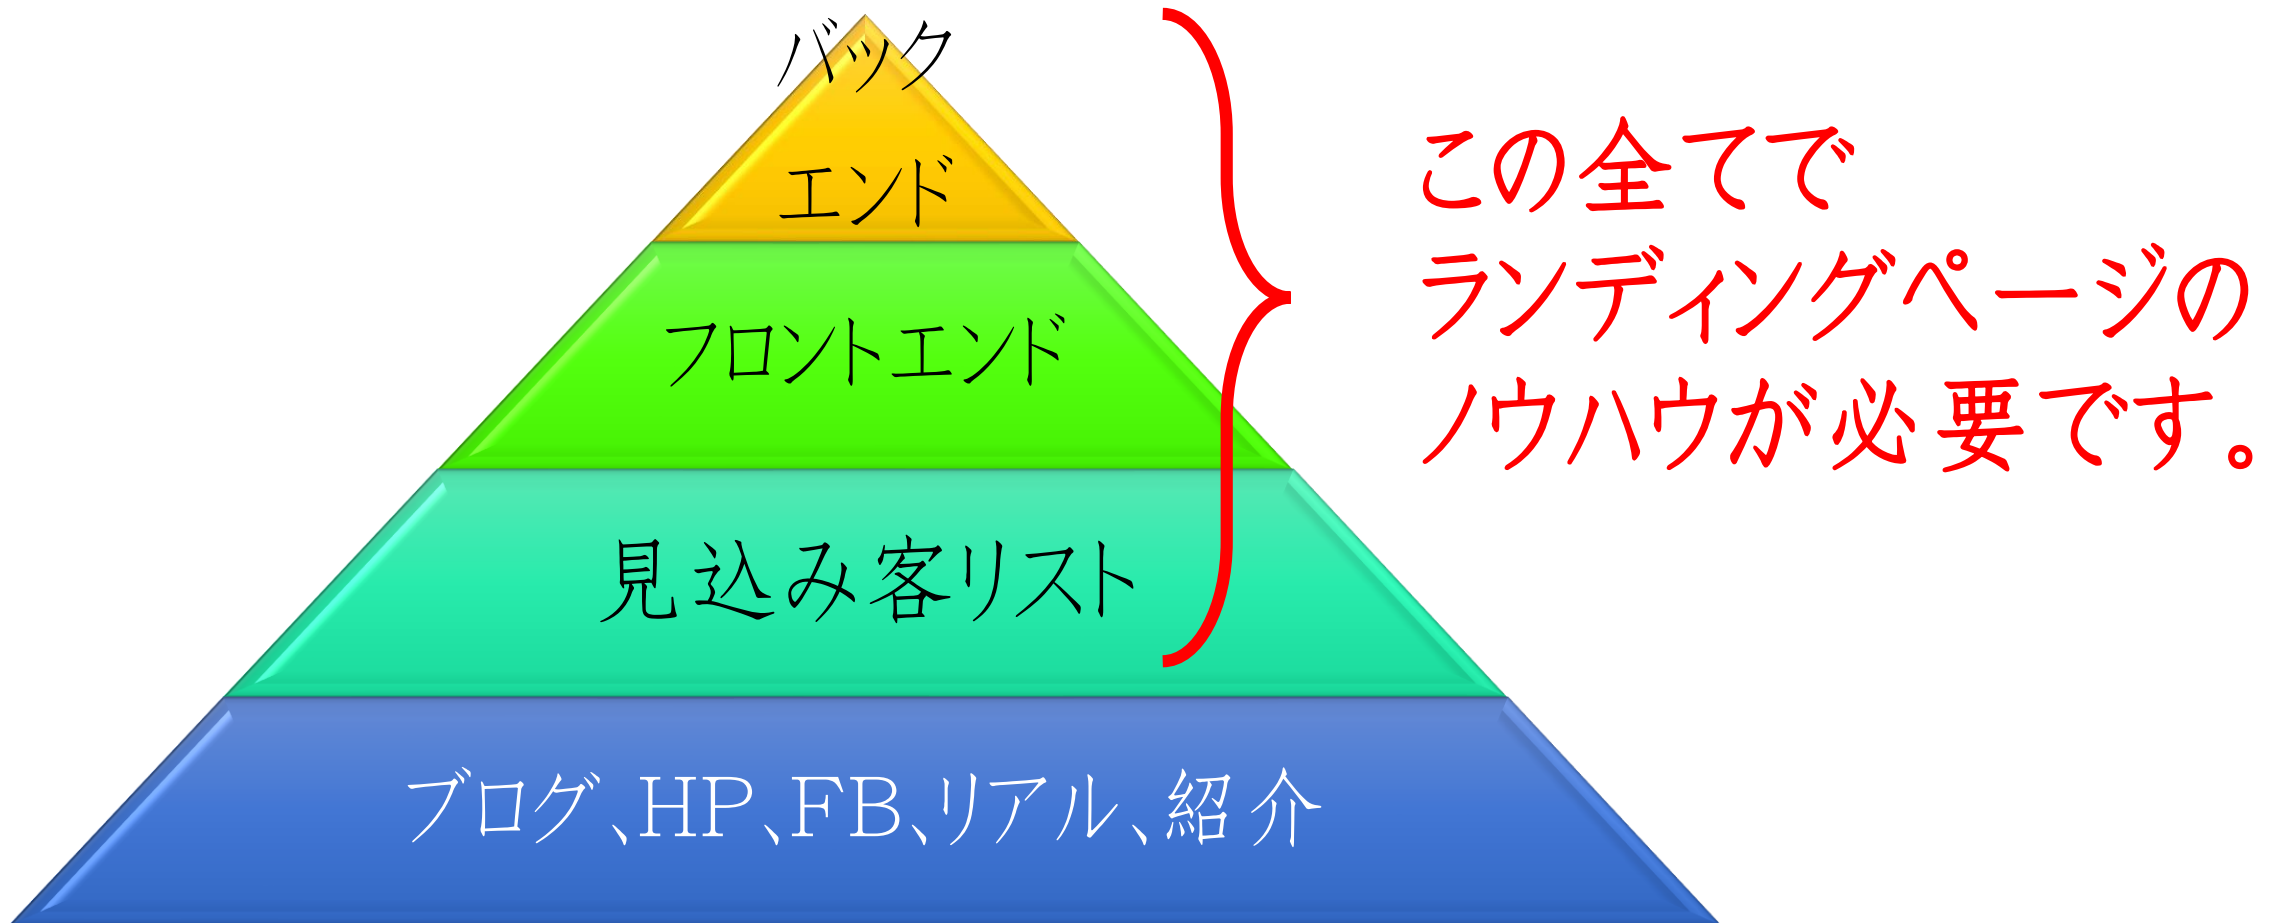 バック
エンド
フロントエンド
見込み客リスト
ブログ、HP、FB、リアル、紹介
この全てで
ランディングページの
ノウハウが必要です。